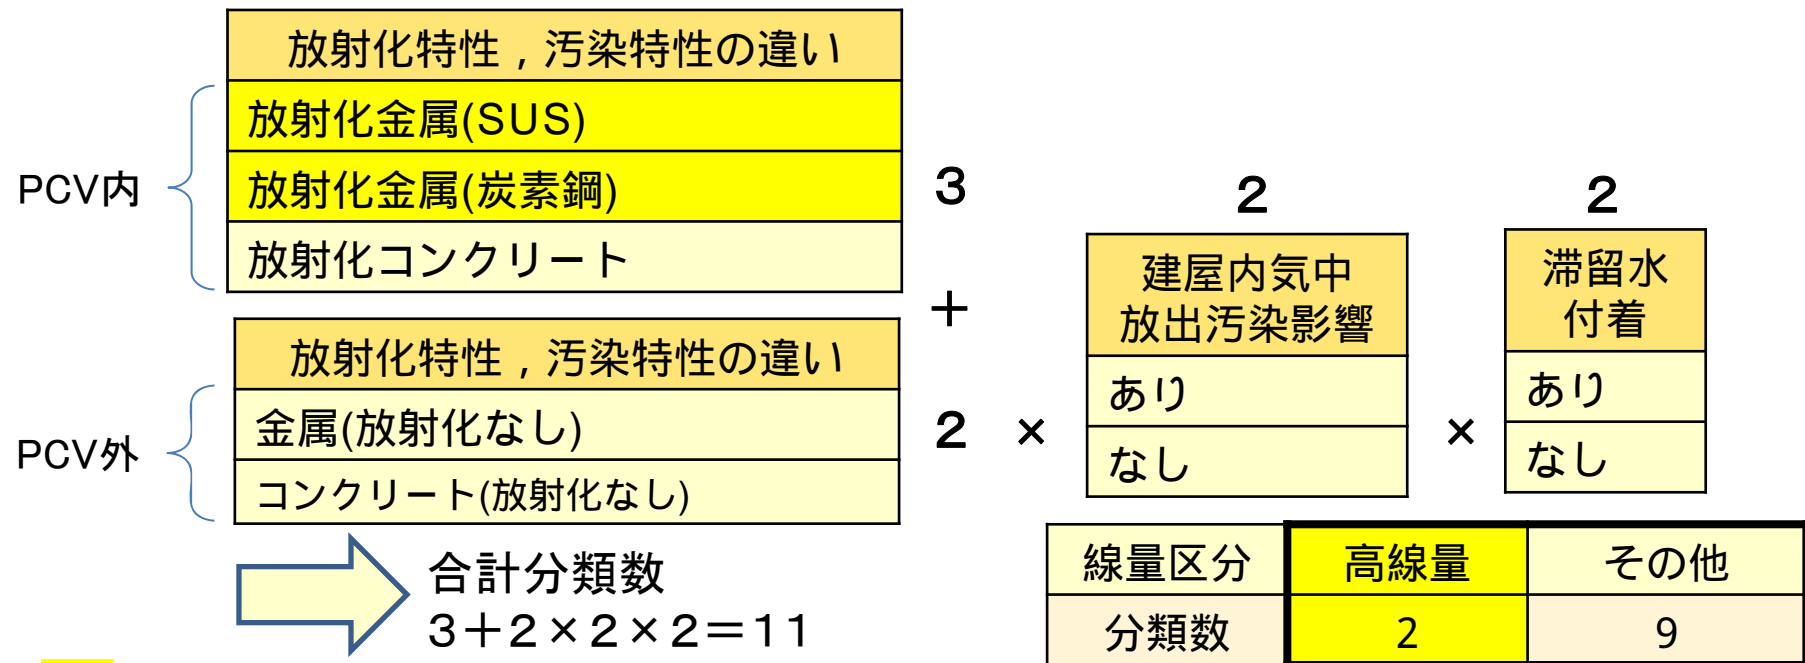 放射化特性，汚染特性の違い
PCV内
放射化金属(SUS)
放射化金属(炭素鋼)
放射化コンクリート
3
＋
放射化特性，汚染特性の違い
PCV外
金属(放射化なし)
コンクリート(放射化なし)
2
×
2
建屋内気中
放出汚染影響
あり
なし
×
2
滞留水
付着
あり
なし
合計分類数
3＋2×2×2＝11
線量区分 高線量 その他
分類数 2 9